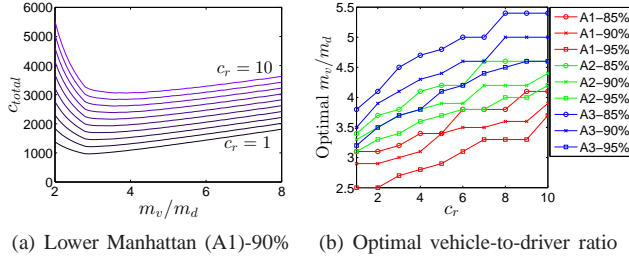 6000
5000
4000
3000
2000
1000
0
2
4
6
8
c_total
m_v/m_d
c_r = 10
c_r = 1
5.5
5
4.5
4
3.5
3
2.5
2
4
6
8
10
Optimal m_v/m_d
c_r
A1−85%
A1−90%
A1−95%
A2−85%
A2−90%
A2−95%
A3−85%
A3−90%
A3−95%
(a) Lower Manhattan (A1)-90%
(b) Optimal vehicle-to-driver ratio